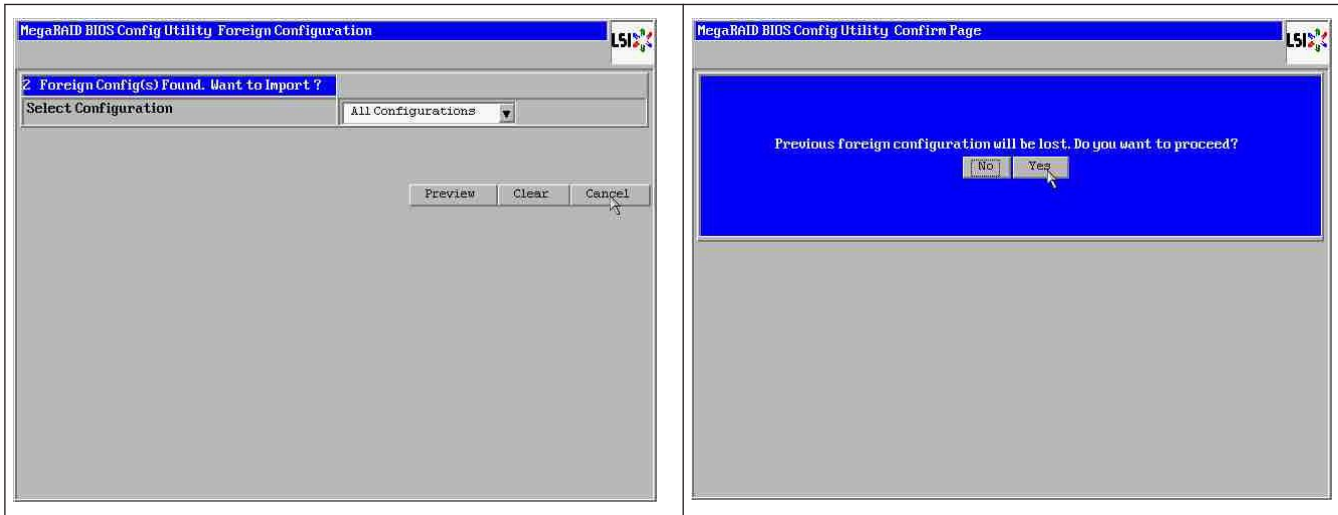 MegaRAID BIOS Config Utility Foreign Configuration
LSI
2 Foreign Config(s) Found. Want to Import ?
Select Configuration
All Configurations
Preview
Clear
Cancel
MegaRAID BIOS Config Utility Confirm Page
LSI
Previous foreign configuration will be lost. Do you want to proceed?
No
Yes